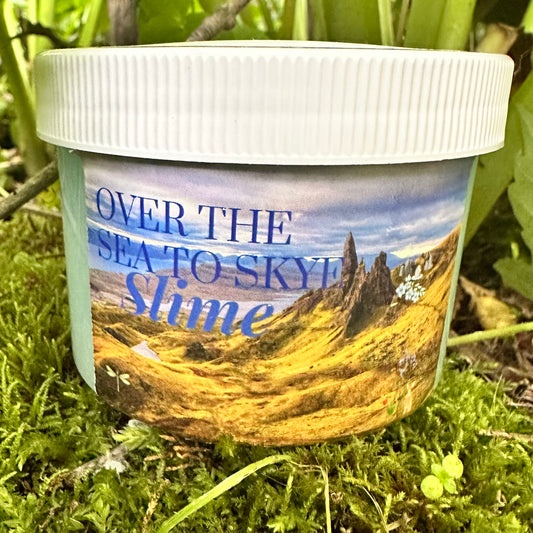 OVER THE
SEA TO SKYE
Slime